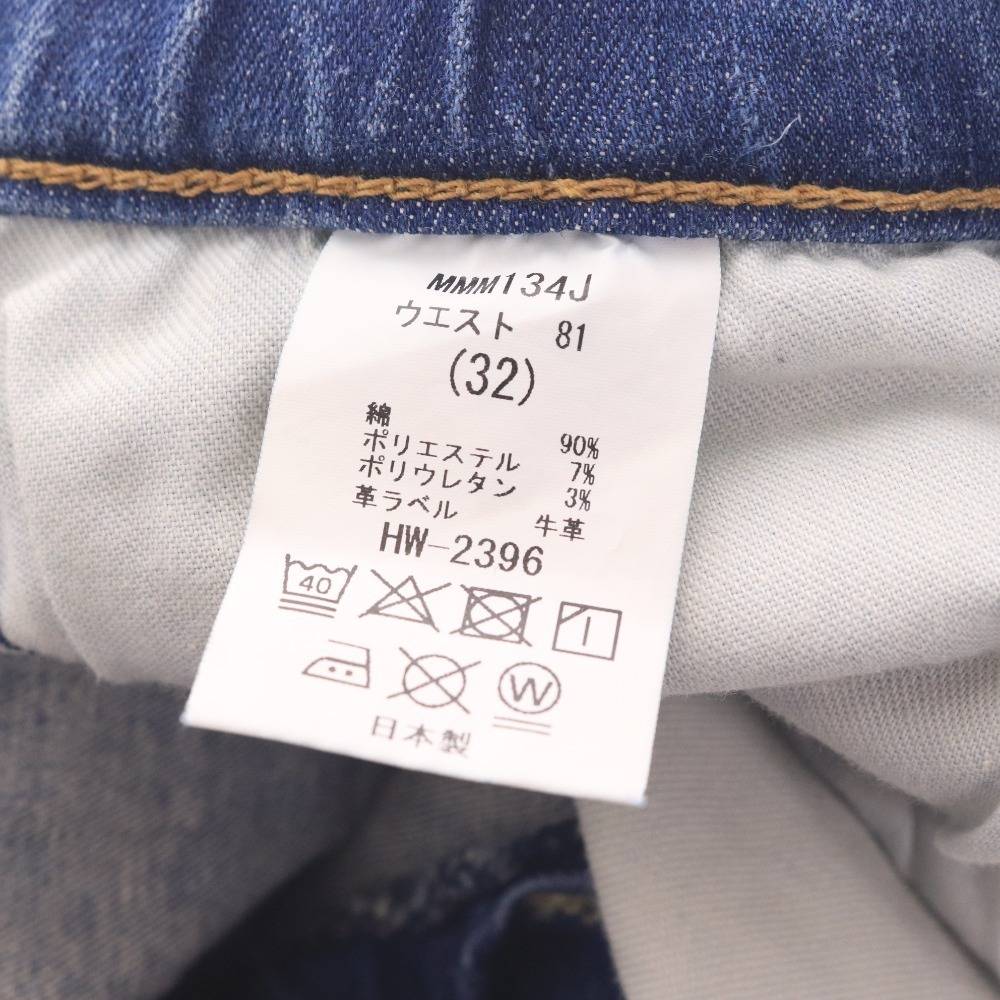 MMM134J
ウエスト 81
(32)
綿 90%
ポリエステル 7%
ポリウレタン 3%
革ラベル 牛革
HW-2396
40
W
日本製